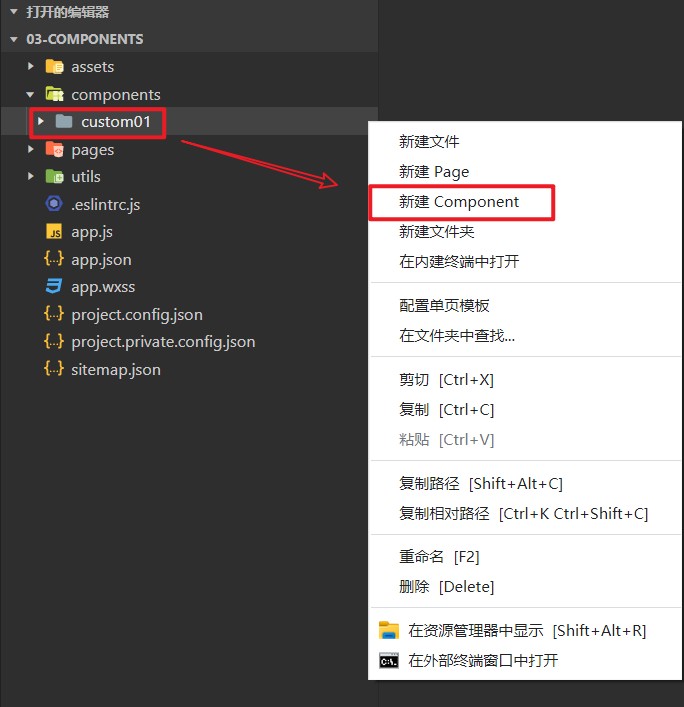 打开的编辑器
03-COMPONENTS
assets
components
custom01
pages
utils
.eslintrc.js
JS app.js
{..} app.json
app.wxss
{..} project.config.json
{..} project.private.config.json
{..} sitemap.json
新建文件
新建 Page
新建 Component
新建文件夹
在内建终端中打开
配置单页模板
在文件夹中查找...
剪切 [Ctrl+X]
复制 [Ctrl+C]
粘贴 [Ctrl+V]
复制路径 [Shift+Alt+C]
复制相对路径 [Ctrl+K Ctrl+Shift+C]
重命名 [F2]
删除 [Delete]
在资源管理器中显示 [Shift+Alt+R]
C:\. 在外部终端窗口中打开